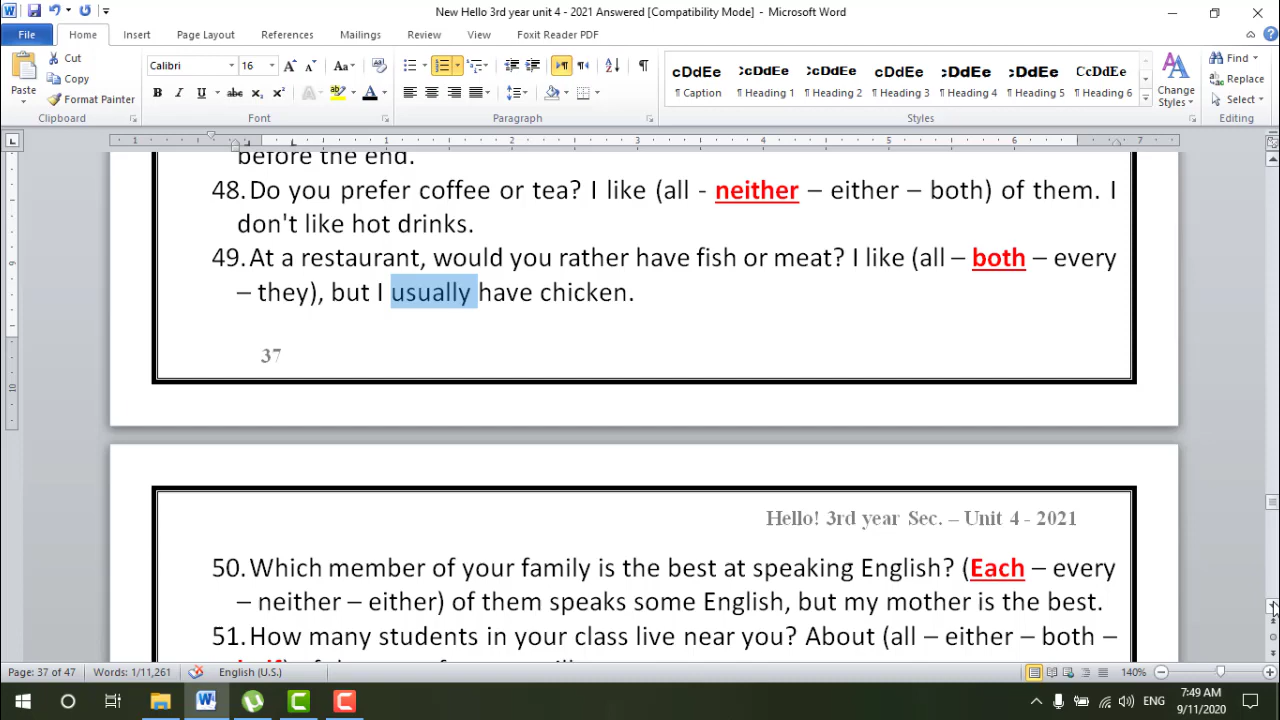 New Hello 3rd year unit 4 - 2021 Answered [Compatibility Mode] - Microsoft Word
File Home Insert Page Layout References Mailings Review View Foxit Reader PDF
Paste Cut Copy Format Painter
Calibri 16
cDdEe ¶ Caption
cDdEe ¶ Heading 1
cDdEe ¶ Heading 2
cDdEe ¶ Heading 3
cDdEe ¶ Heading 4
cDdEe ¶ Heading 5
CcDdEe ¶ Heading 6
Change Styles
Find
Replace
Select
Clipboard Font Paragraph Styles Editing
before the end.
48. Do you prefer coffee or tea? I like (all - neither – either – both) of them. I
don't like hot drinks.
49. At a restaurant, would you rather have fish or meat? I like (all – both – every
– they), but I usually have chicken.
37
Hello! 3rd year Sec. – Unit 4 - 2021
50. Which member of your family is the best at speaking English? (Each – every
– neither – either) of them speaks some English, but my mother is the best.
51. How many students in your class live near you? About (all – either – both –
Page: 37 of 47 Words: 1/11,261 English (U.S.) 140%
ENG 7:49 AM
9/11/2020